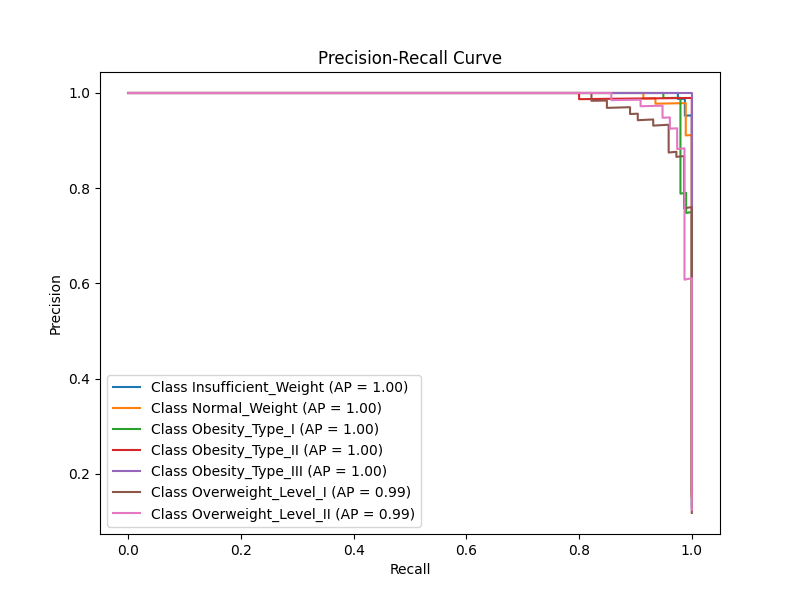 Precision-Recall Curve
1.0
0.8
0.6
0.4
0.2
Precision
Class Insufficient_Weight (AP = 1.00)
Class Normal_Weight (AP = 1.00)
Class Obesity_Type_I (AP = 1.00)
Class Obesity_Type_II (AP = 1.00)
Class Obesity_Type_III (AP = 1.00)
Class Overweight_Level_I (AP = 0.99)
Class Overweight_Level_II (AP = 0.99)
0.0 0.2 0.4 0.6 0.8 1.0
Recall